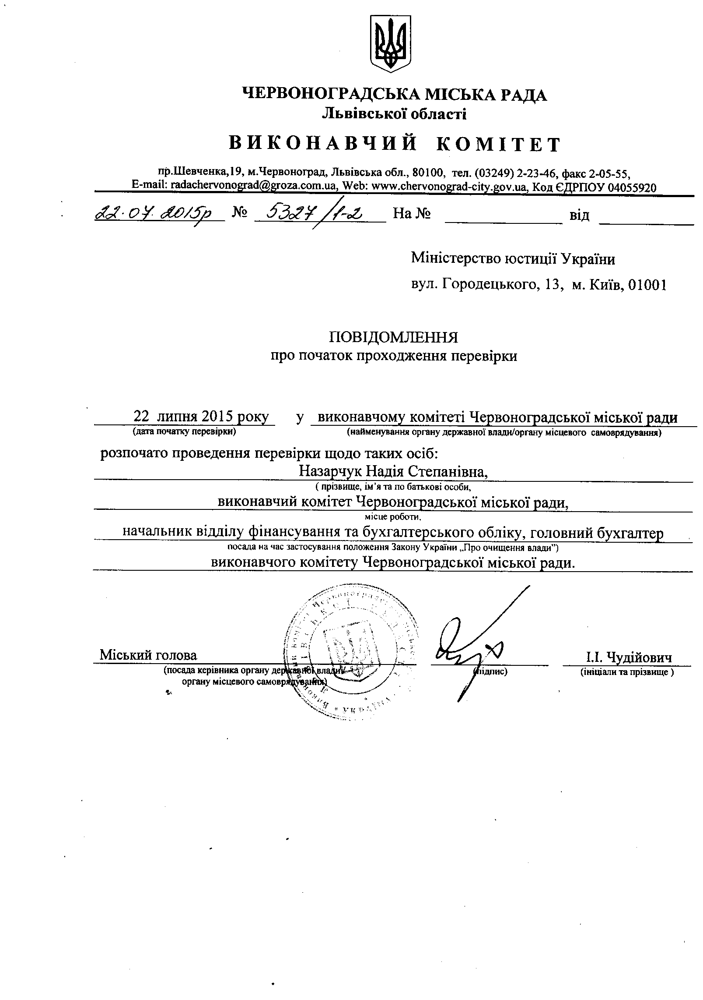 ЧЕРВОНОГРАДСЬКА МІСЬКА РАДА
Львівської області
ВИКОНАВЧИЙ КОМІТЕТ
пр.Шевченка,19, м.Червоноград, Львівська обл., 80100, тел. (03249) 2-23-46, факс 2-05-55,
E-mail: radachervonograd@groza.com.ua, Web: www.chervonograd-city.gov.ua, Код ЄДРПОУ 04055920
22.07.2015р № 5327/1-2 На № від
Міністерство юстиції України
вул. Городецького, 13, м. Київ, 01001
ПОВІДОМЛЕННЯ
про початок проходження перевірки
22 липня 2015 року у виконавчому комітеті Червоноградської міської ради
(дата початку перевірки) (найменування органу державної влади/органу місцевого самоврядування)
розпочато проведення перевірки щодо таких осіб:
Назарчук Надія Степанівна,
( прізвище, ім’я та по батькові особи,
виконавчий комітет Червоноградської міської ради,
місце роботи,
начальник відділу фінансування та бухгалтерського обліку, головний бухгалтер
посада на час застосування положення Закону України „Про очищення влади”)
виконавчого комітету Червоноградської міської ради.
Міський голова І.І. Чудійович
(посада керівника органу державної влади/ (підпис) (ініціали та прізвище )
органу місцевого самоврядування)